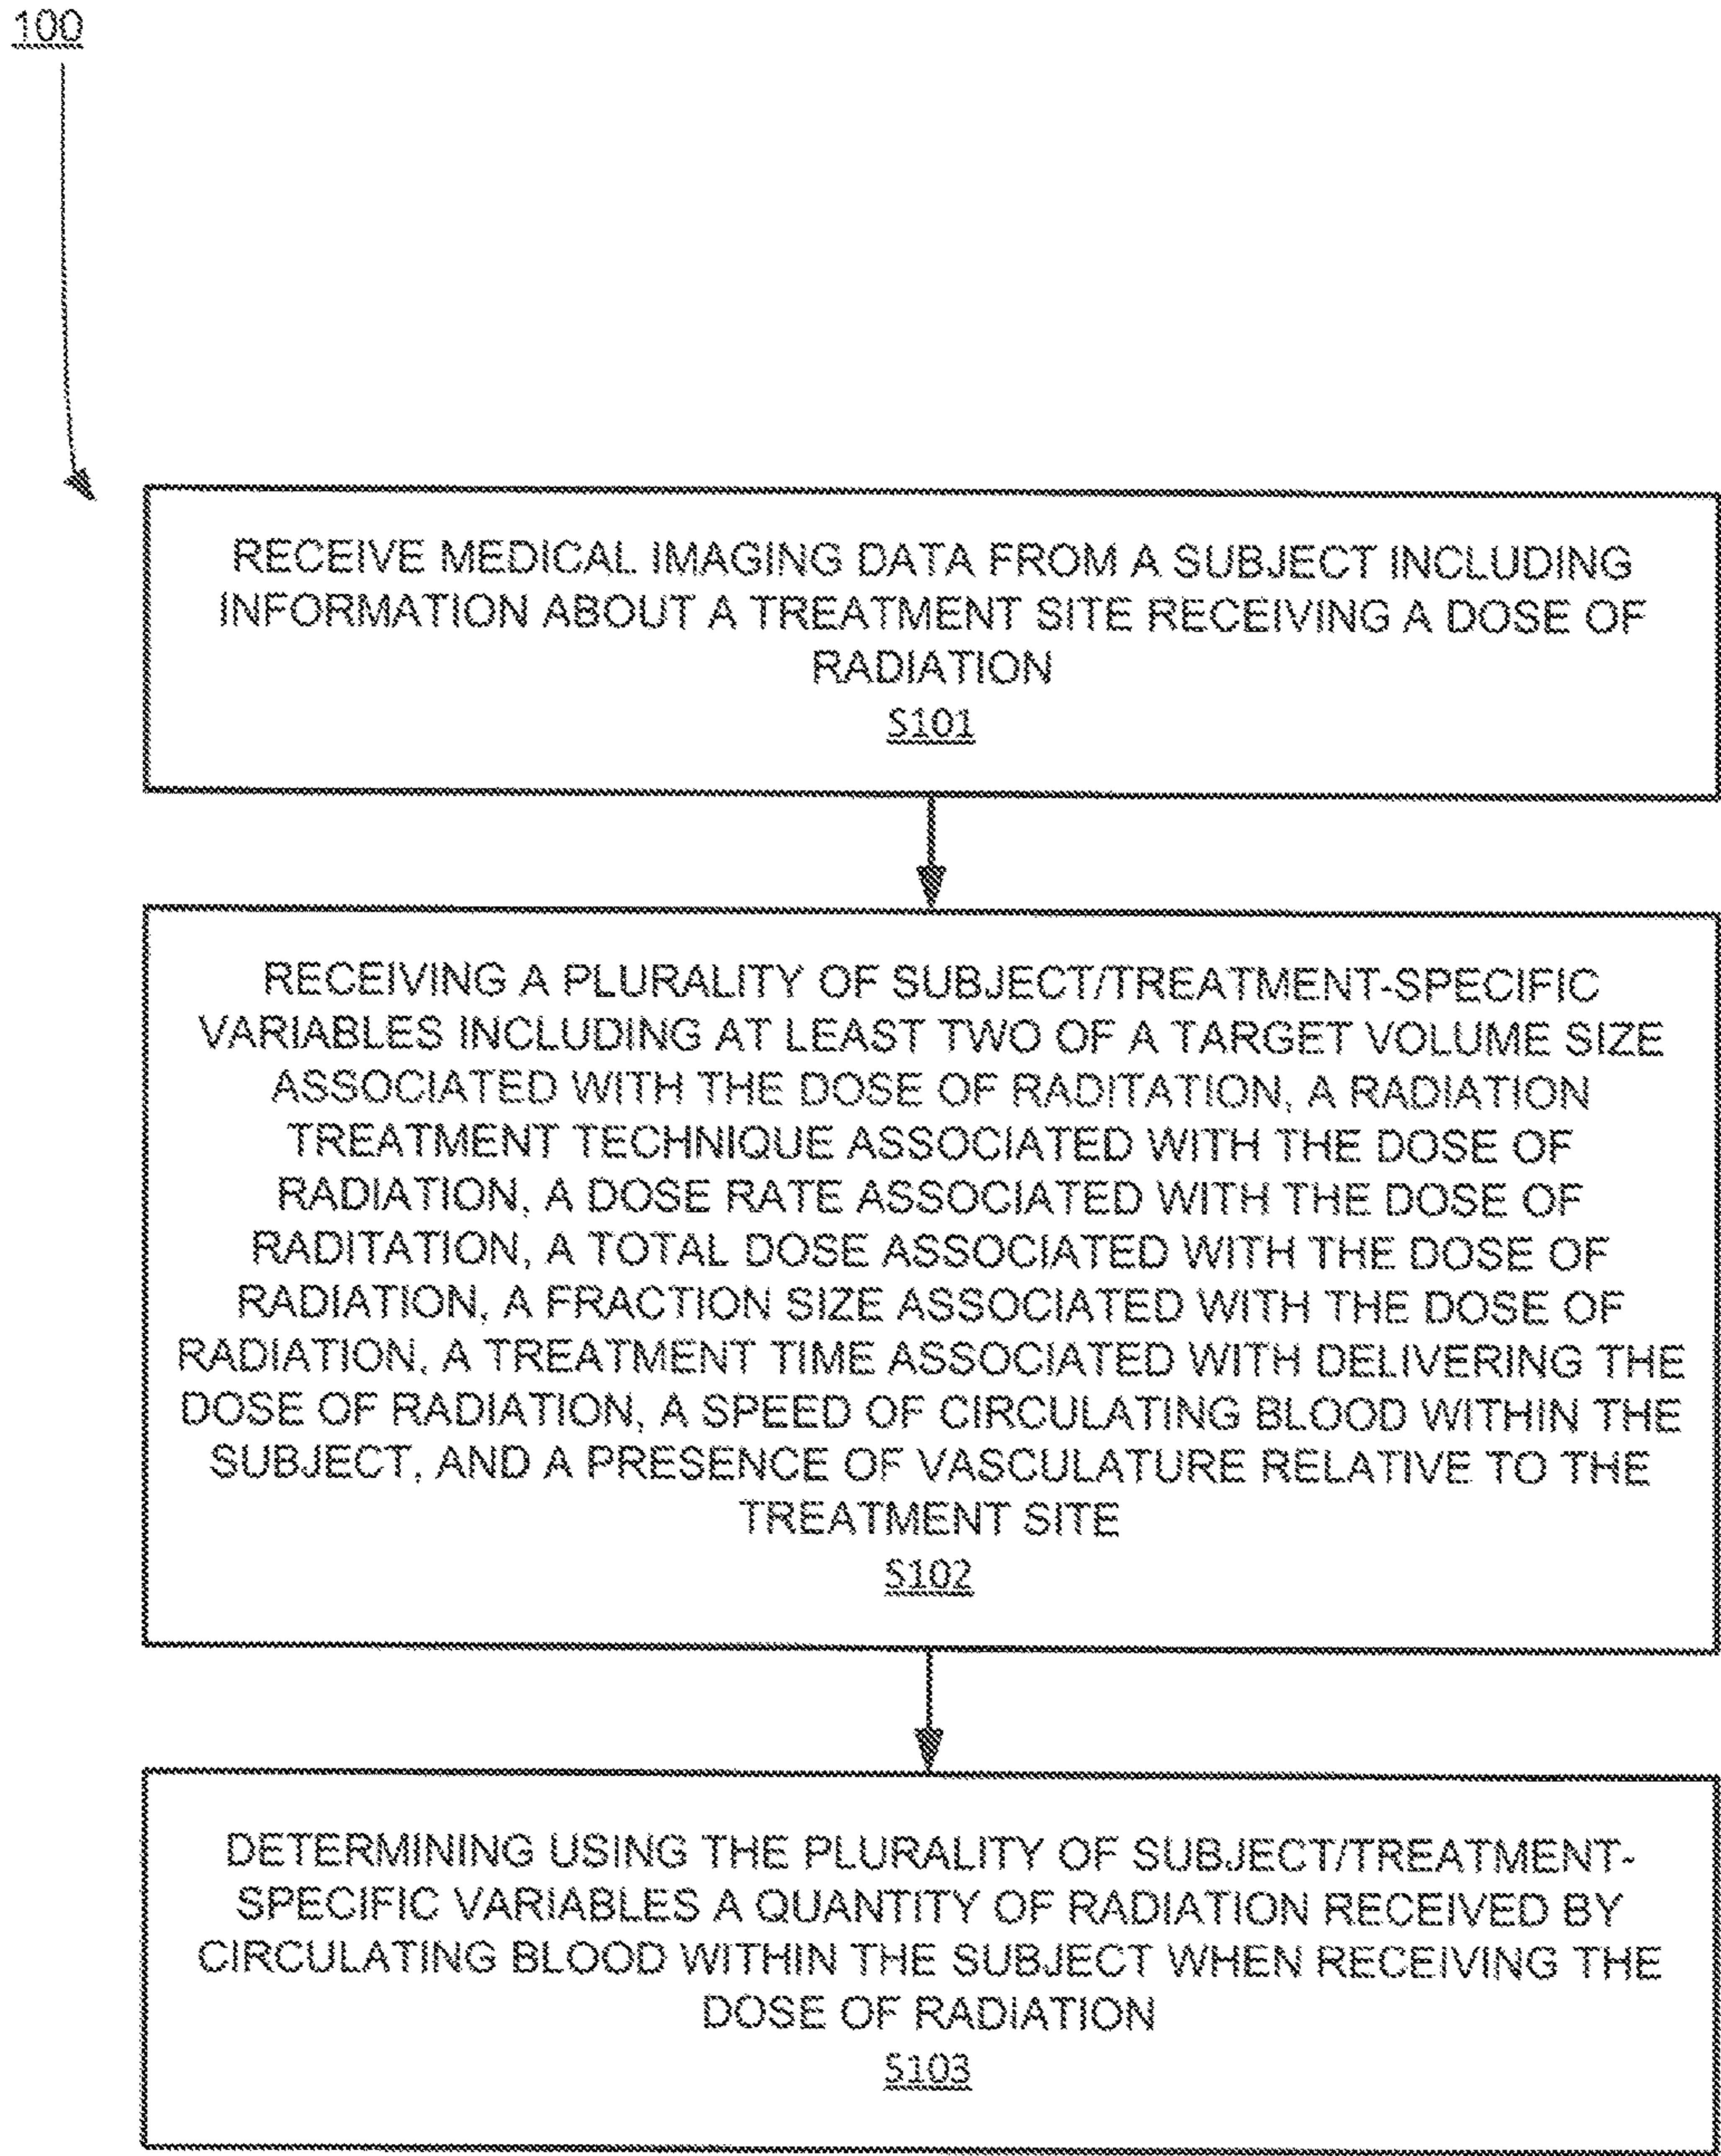 100
RECEIVE MEDICAL IMAGING DATA FROM A SUBJECT INCLUDING
INFORMATION ABOUT A TREATMENT SITE RECEIVING A DOSE OF
RADIATION
S101
RECEIVING A PLURALITY OF SUBJECT/TREATMENT-SPECIFIC
VARIABLES INCLUDING AT LEAST TWO OF A TARGET VOLUME SIZE
ASSOCIATED WITH THE DOSE OF RADITATION, A RADIATION
TREATMENT TECHNIQUE ASSOCIATED WITH THE DOSE OF
RADIATION, A DOSE RATE ASSOCIATED WITH THE DOSE OF
RADITATION, A TOTAL DOSE ASSOCIATED WITH THE DOSE OF
RADIATION, A FRACTION SIZE ASSOCIATED WITH THE DOSE OF
RADIATION, A TREATMENT TIME ASSOCIATED WITH DELIVERING THE
DOSE OF RADIATION, A SPEED OF CIRCULATING BLOOD WITHIN THE
SUBJECT, AND A PRESENCE OF VASCULATURE RELATIVE TO THE
TREATMENT SITE
S102
DETERMINING USING THE PLURALITY OF SUBJECT/TREATMENT-
SPECIFIC VARIABLES A QUANTITY OF RADIATION RECEIVED BY
CIRCULATING BLOOD WITHIN THE SUBJECT WHEN RECEIVING THE
DOSE OF RADIATION
S103